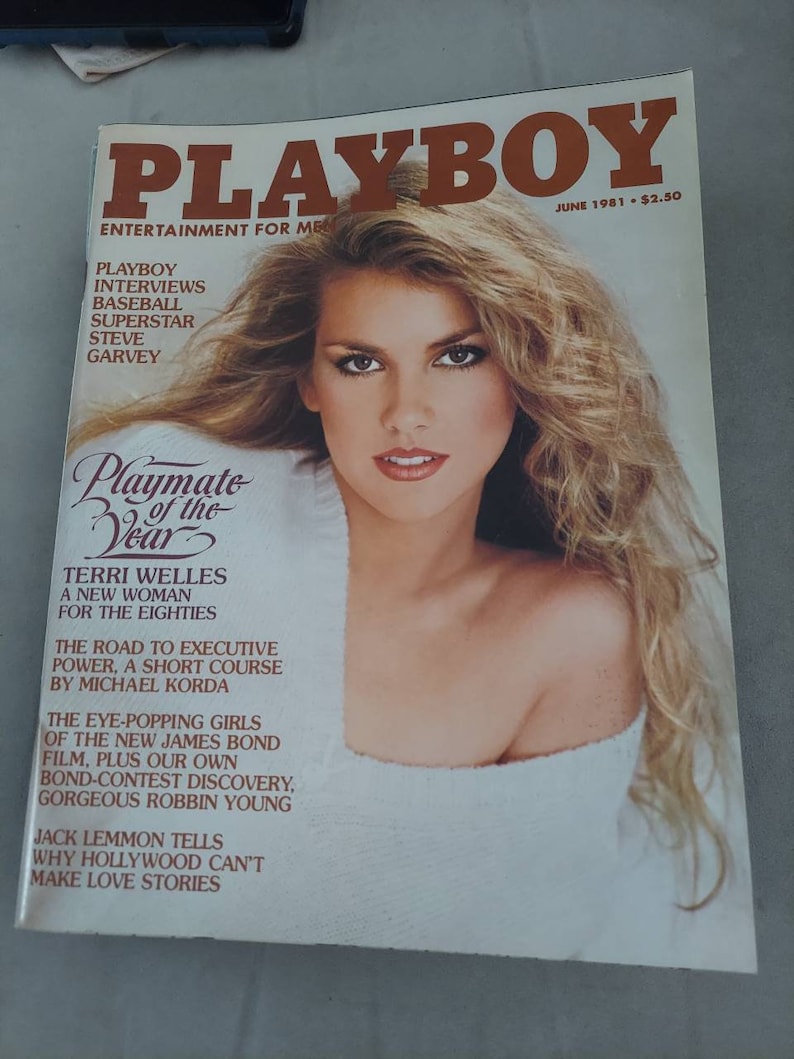 PLAYBOY
ENTERTAINMENT FOR MEN
JUNE 1981 • $2.50
PLAYBOY
INTERVIEWS
BASEBALL
SUPERSTAR
STEVE
GARVEY
Playmate
of the
Year
TERRI WELLES
A NEW WOMAN
FOR THE EIGHTIES
THE ROAD TO EXECUTIVE
POWER, A SHORT COURSE
BY MICHAEL KORDA
THE EYE-POPPING GIRLS
OF THE NEW JAMES BOND
FILM, PLUS OUR OWN
BOND-CONTEST DISCOVERY,
GORGEOUS ROBBIN YOUNG
JACK LEMMON TELLS
WHY HOLLYWOOD CAN'T
MAKE LOVE STORIES